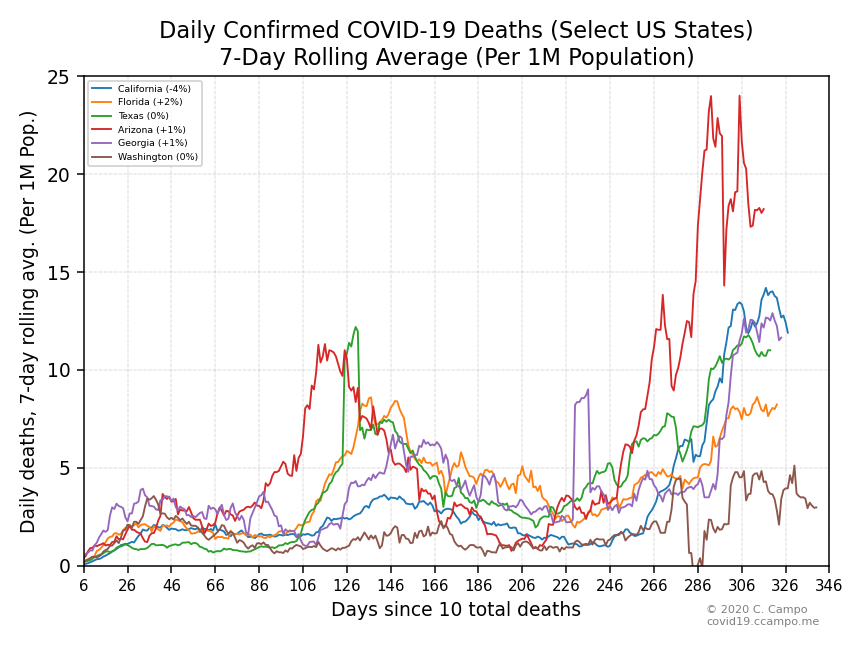 Daily Confirmed COVID-19 Deaths (Select US States)
7-Day Rolling Average (Per 1M Population)
Daily deaths, 7-day rolling avg. (Per 1M Pop.)
25
20
15
10
5
0
California (-4%)
Florida (+2%)
Texas (0%)
Arizona (+1%)
Georgia (+1%)
Washington (0%)
6 26 46 66 86 106 126 146 166 186 206 226 246 266 286 306 326 346
Days since 10 total deaths
© 2020 C. Campo
covid19.ccampo.me